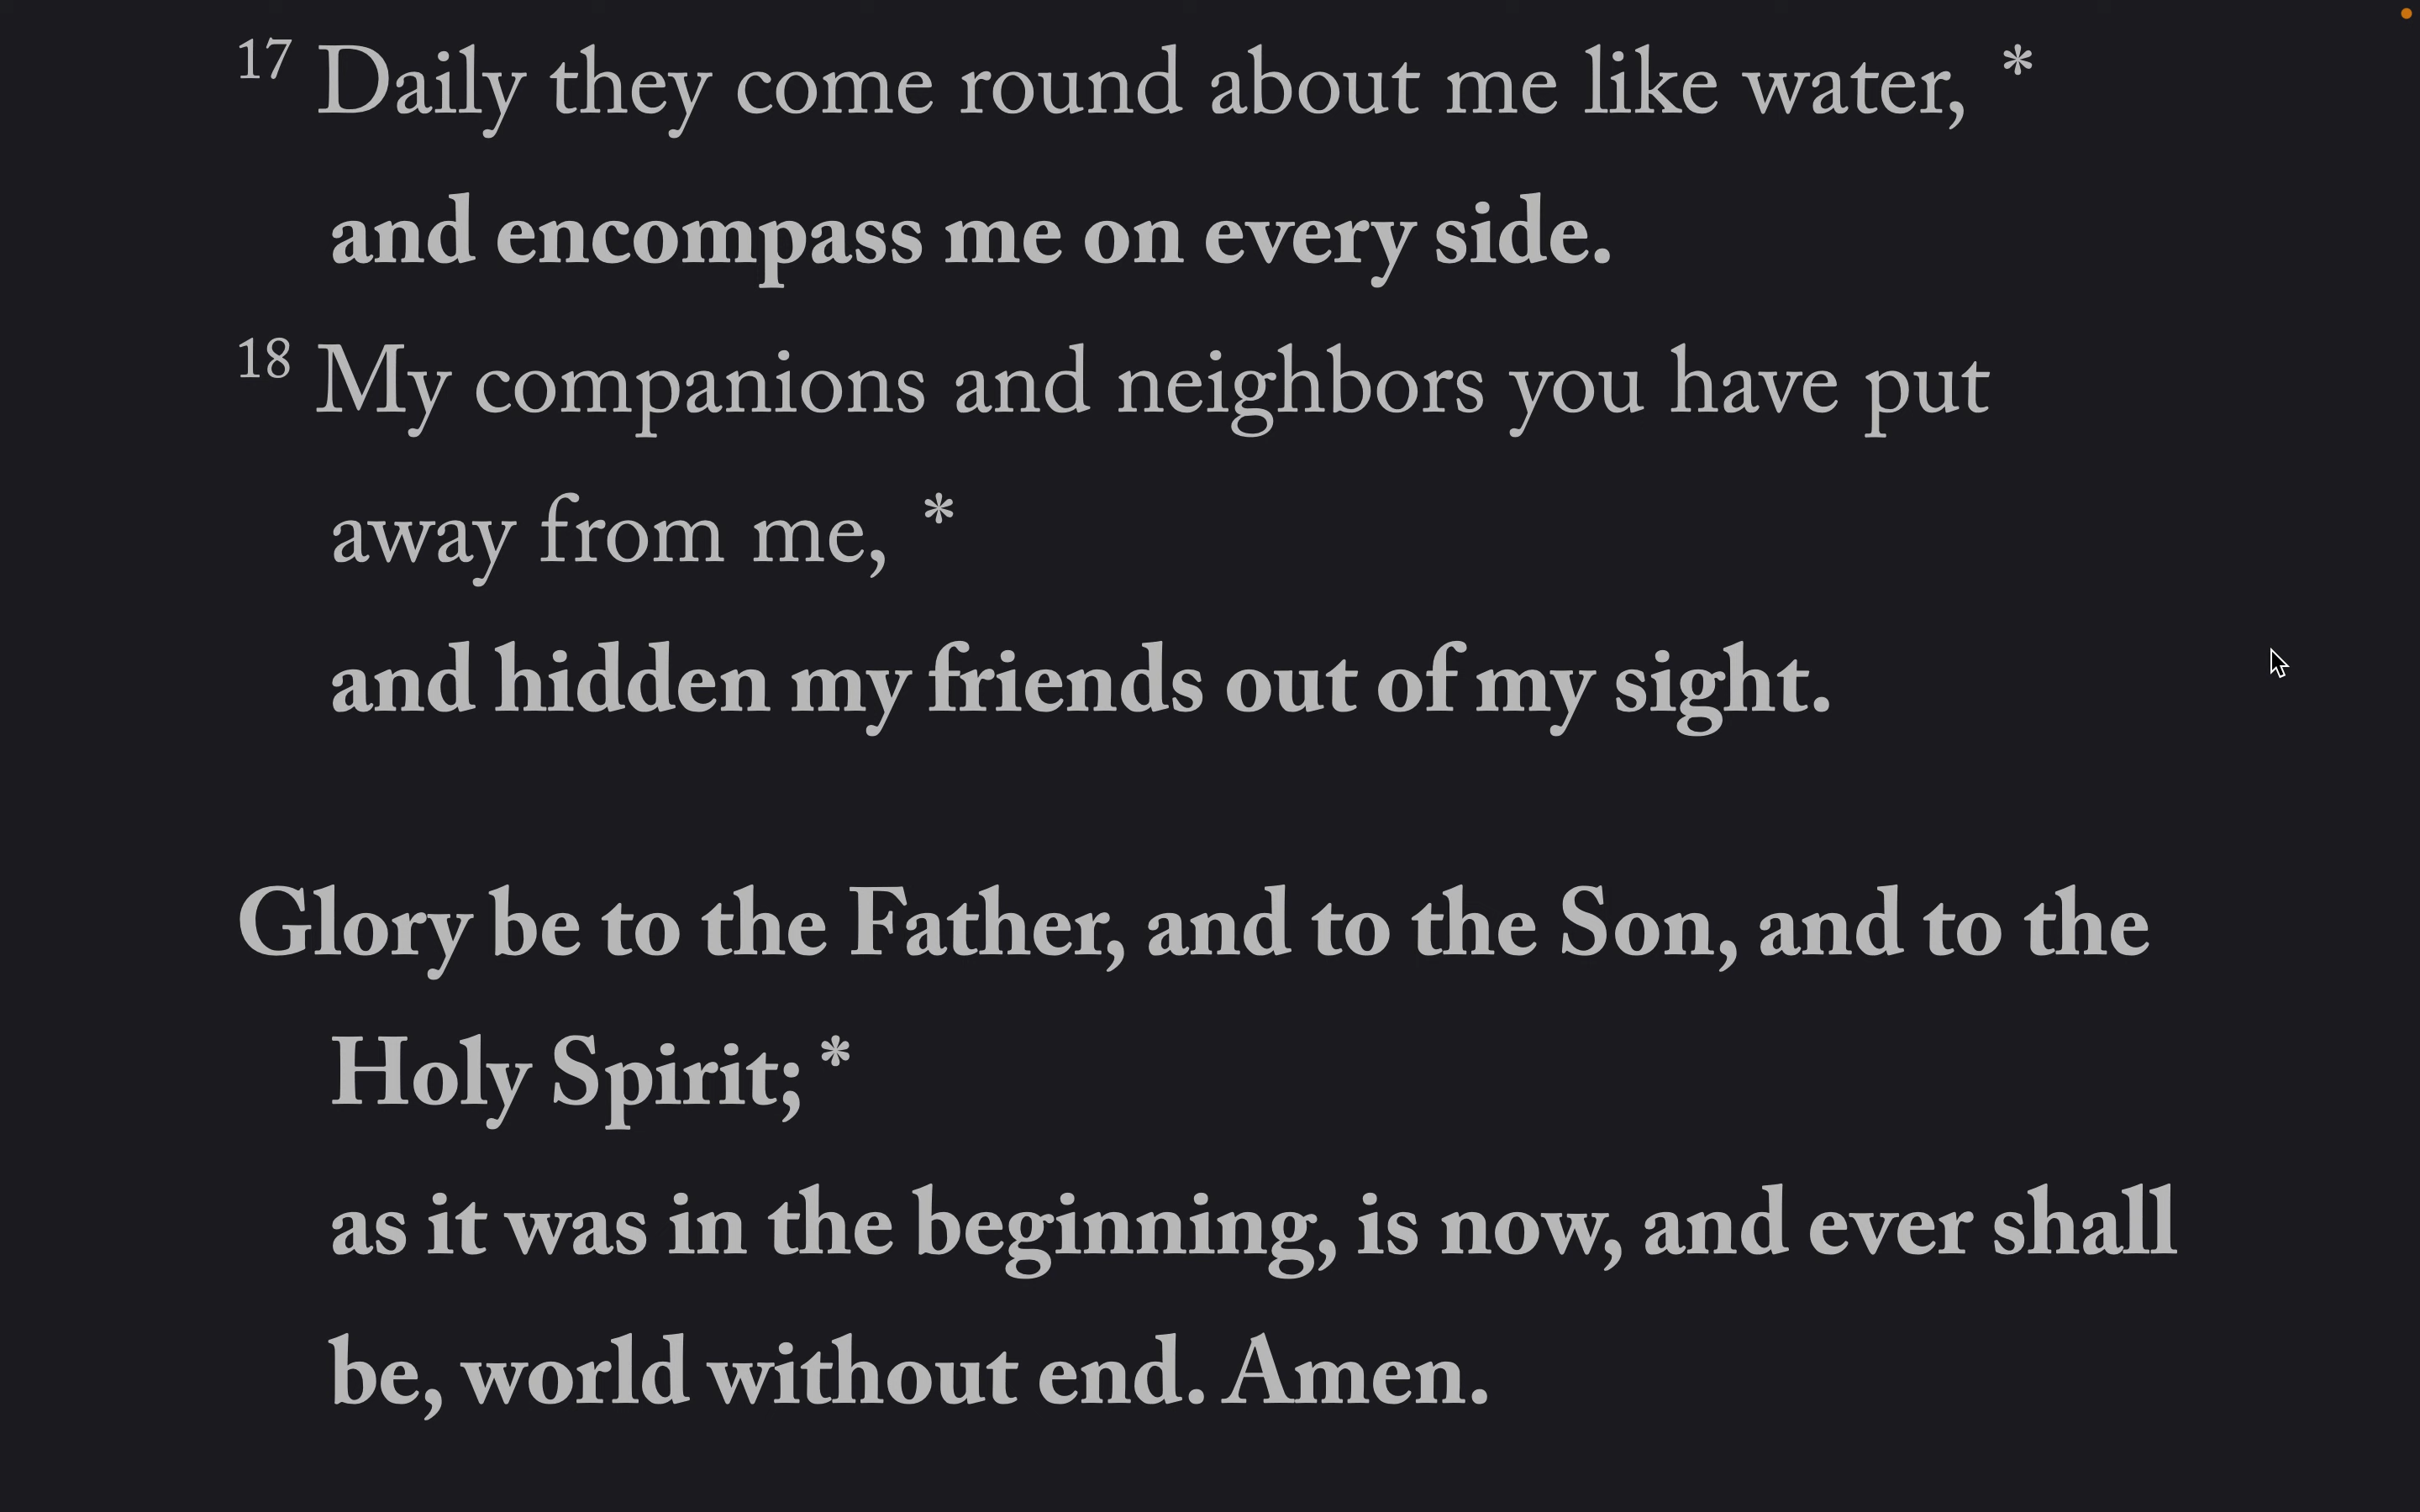 17 Daily they come round about me like water, *
and encompass me on every side.
18 My companions and neighbors you have put
away from me, *
and hidden my friends out of my sight.
Glory be to the Father, and to the Son, and to the
Holy Spirit; *
as it was in the beginning, is now, and ever shall
be, world without end. Amen.